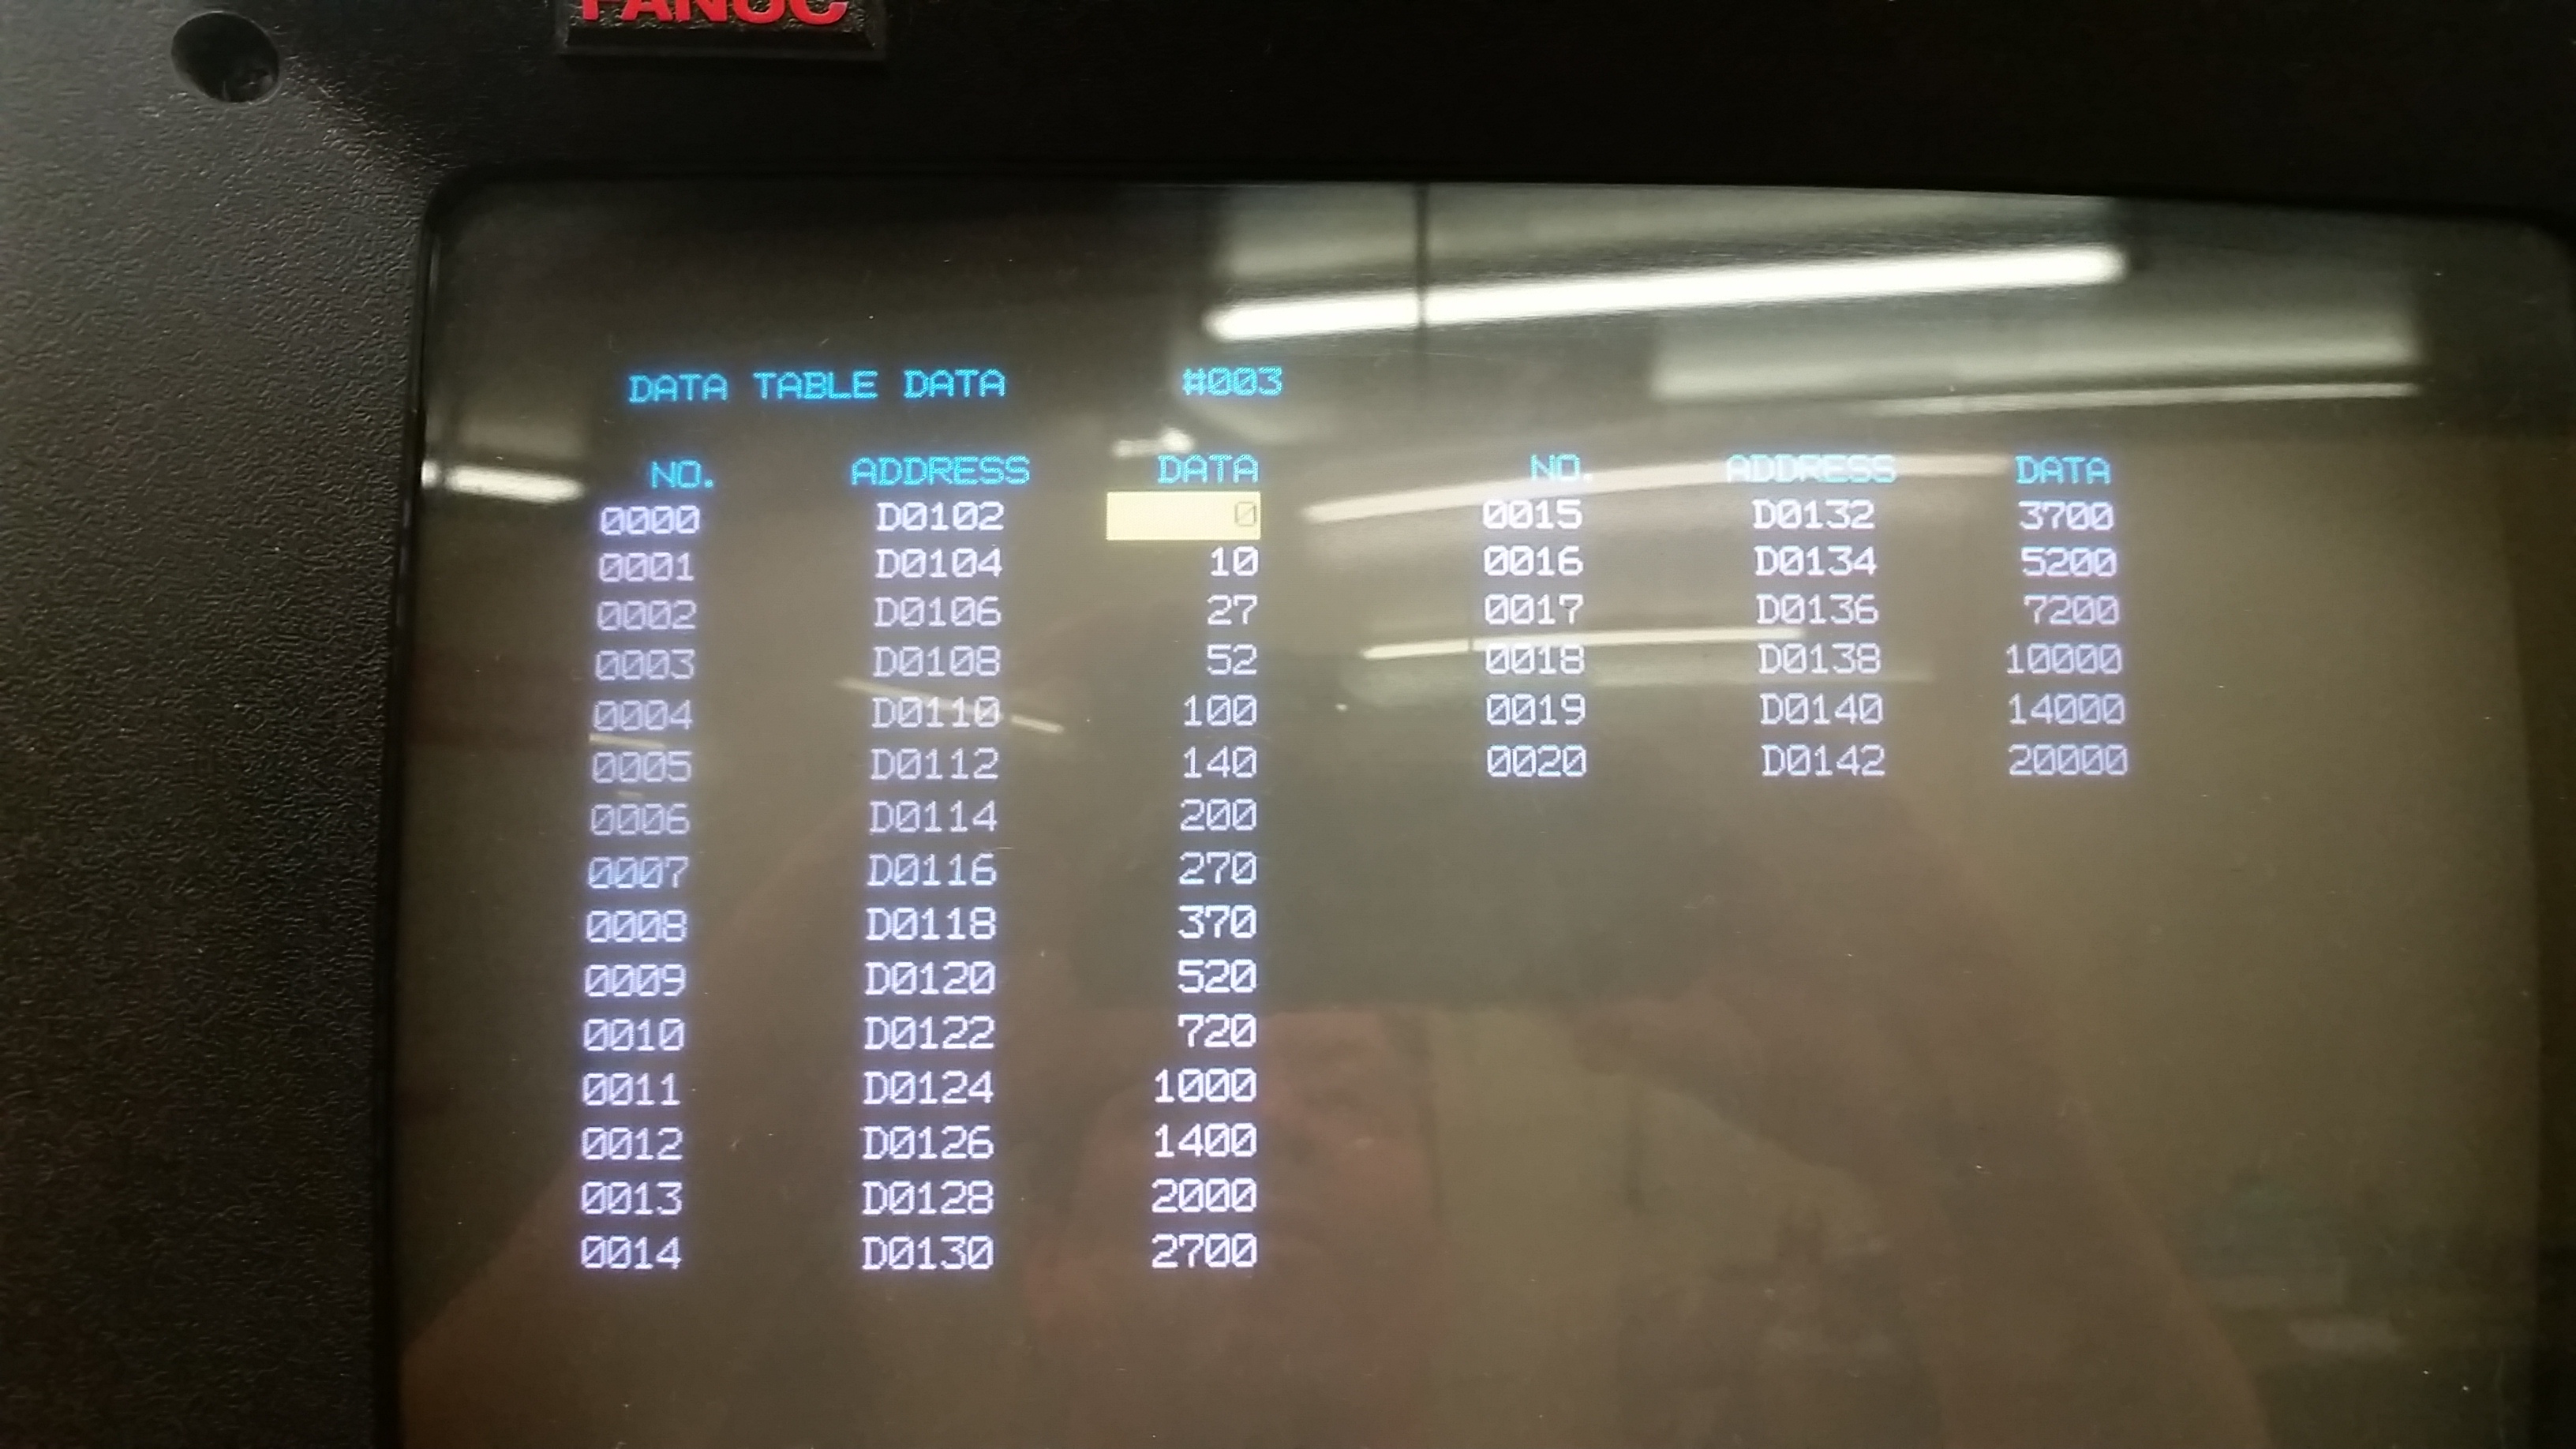 FANUC
DATA TABLE DATA #003
NO. ADDRESS DATA NO. ADDRESS DATA
0000 D0102 0 0015 D0132 3700
0001 D0104 10 0016 D0134 5200
0002 D0106 27 0017 D0136 7200
0003 D0108 52 0018 D0138 10000
0004 D0110 100 0019 D0140 14000
0005 D0112 140 0020 D0142 20000
0006 D0114 200
0007 D0116 270
0008 D0118 370
0009 D0120 520
0010 D0122 720
0011 D0124 1000
0012 D0126 1400
0013 D0128 2000
0014 D0130 2700